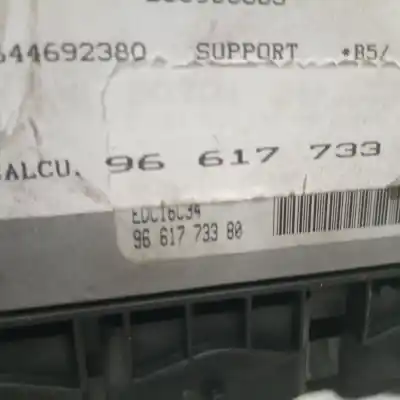 644692380 SUPPORT *B5/
CALCU. 96 617 733
EDC16C34
96 617 733 80